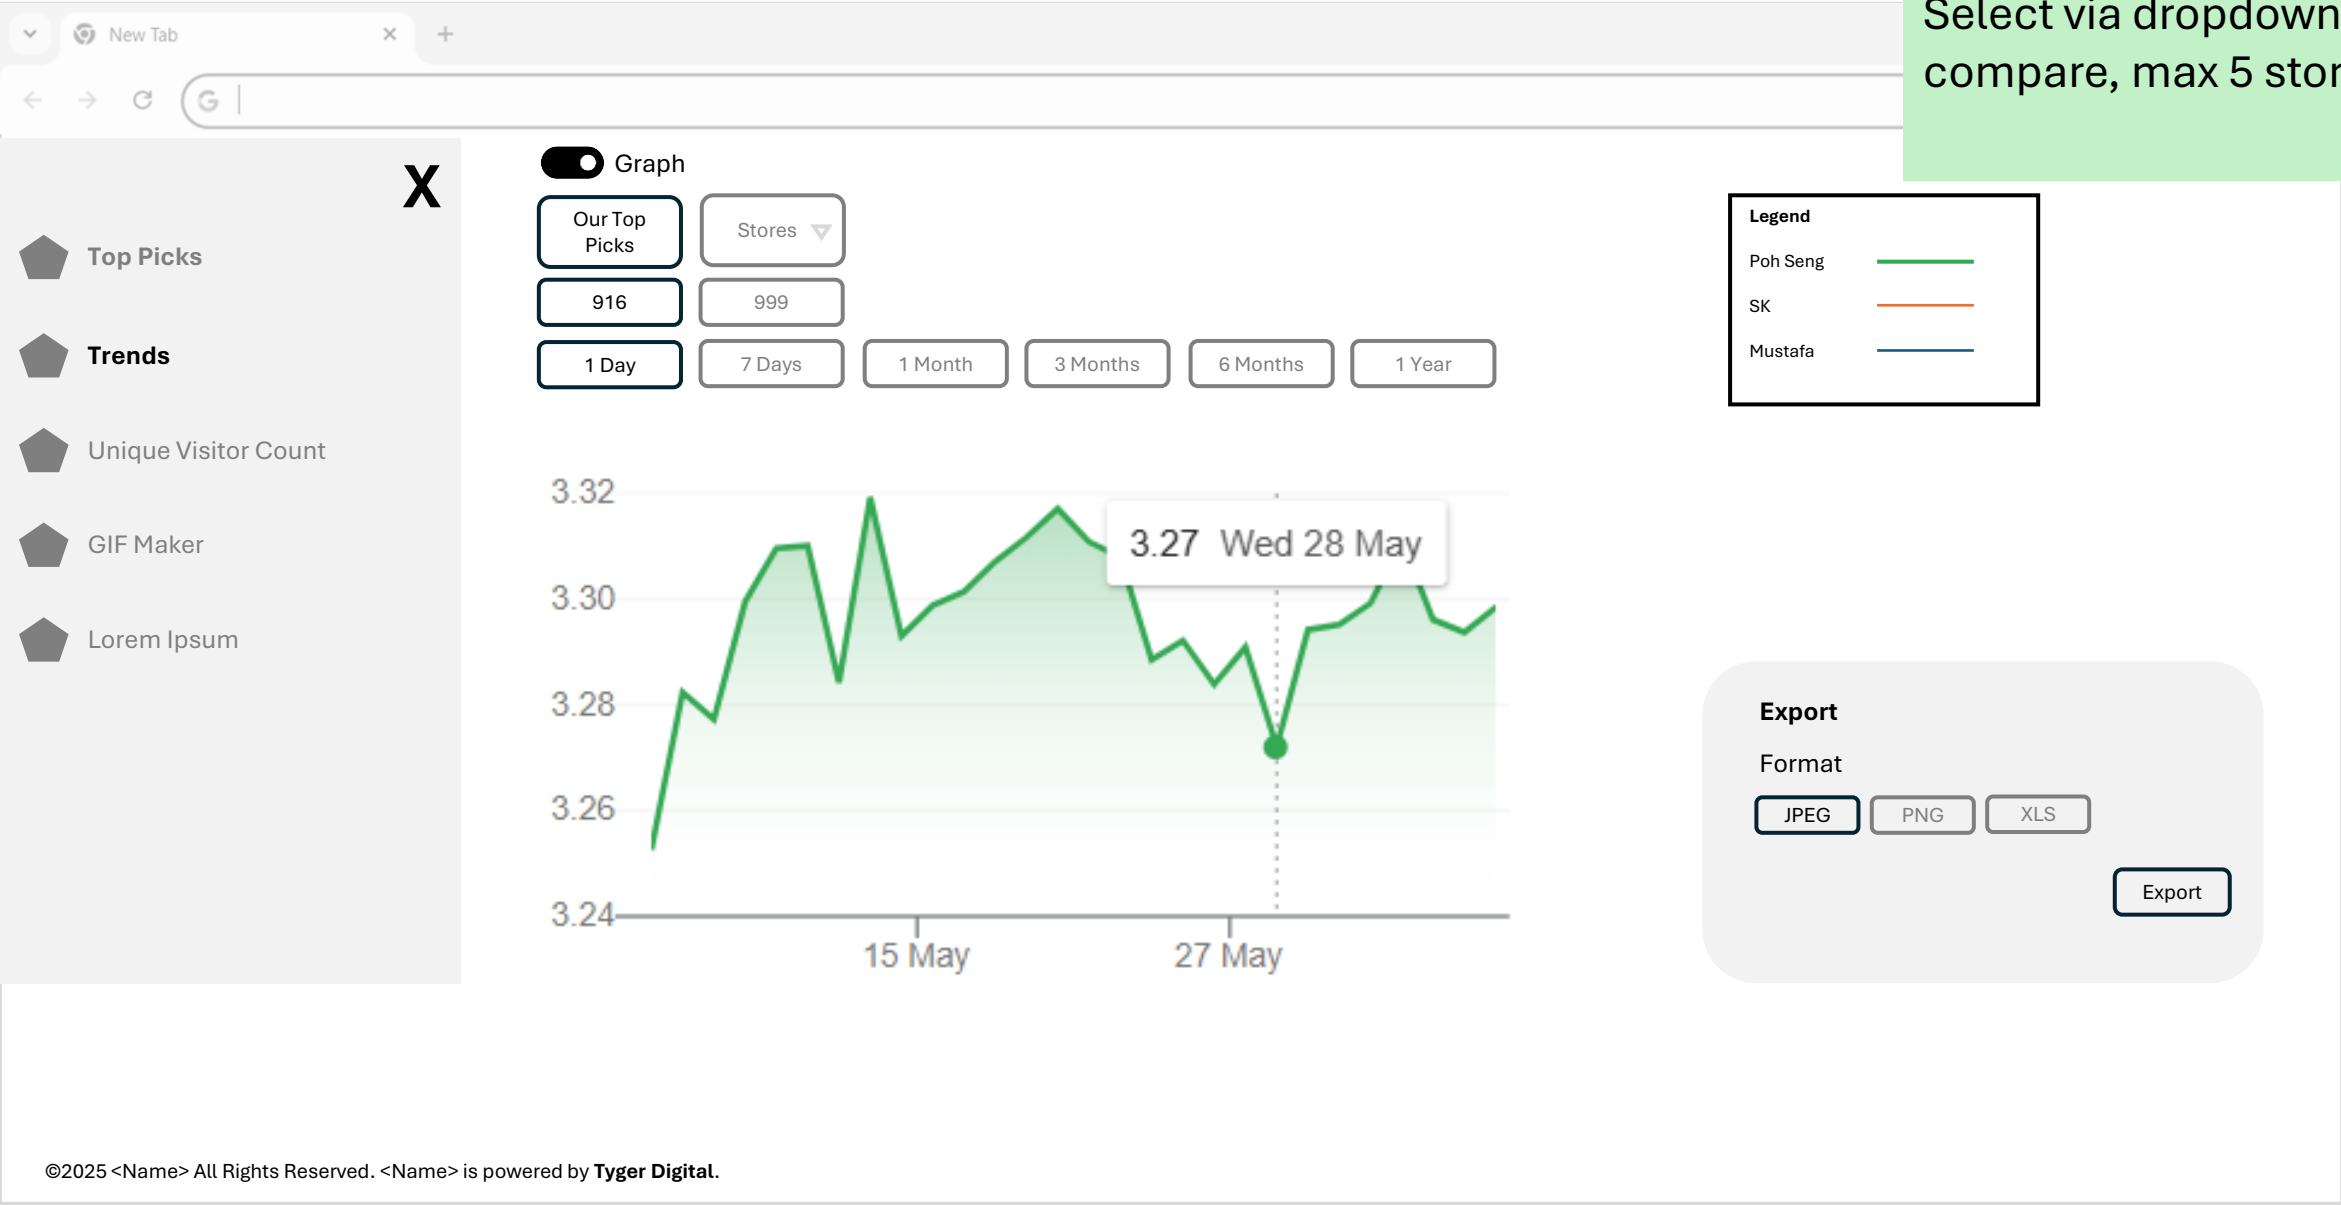 New Tab
Select via dropdown
compare, max 5 stor
X
Graph
Our Top
Picks
Stores
916
999
1 Day
7 Days
1 Month
3 Months
6 Months
1 Year
Top Picks
Trends
Unique Visitor Count
GIF Maker
Lorem Ipsum
Legend
Poh Seng
SK
Mustafa
3.32
3.30
3.28
3.26
3.24
3.27 Wed 28 May
15 May
27 May
Export
Format
JPEG
PNG
XLS
Export
©2025 <Name> All Rights Reserved. <Name> is powered by Tyger Digital.